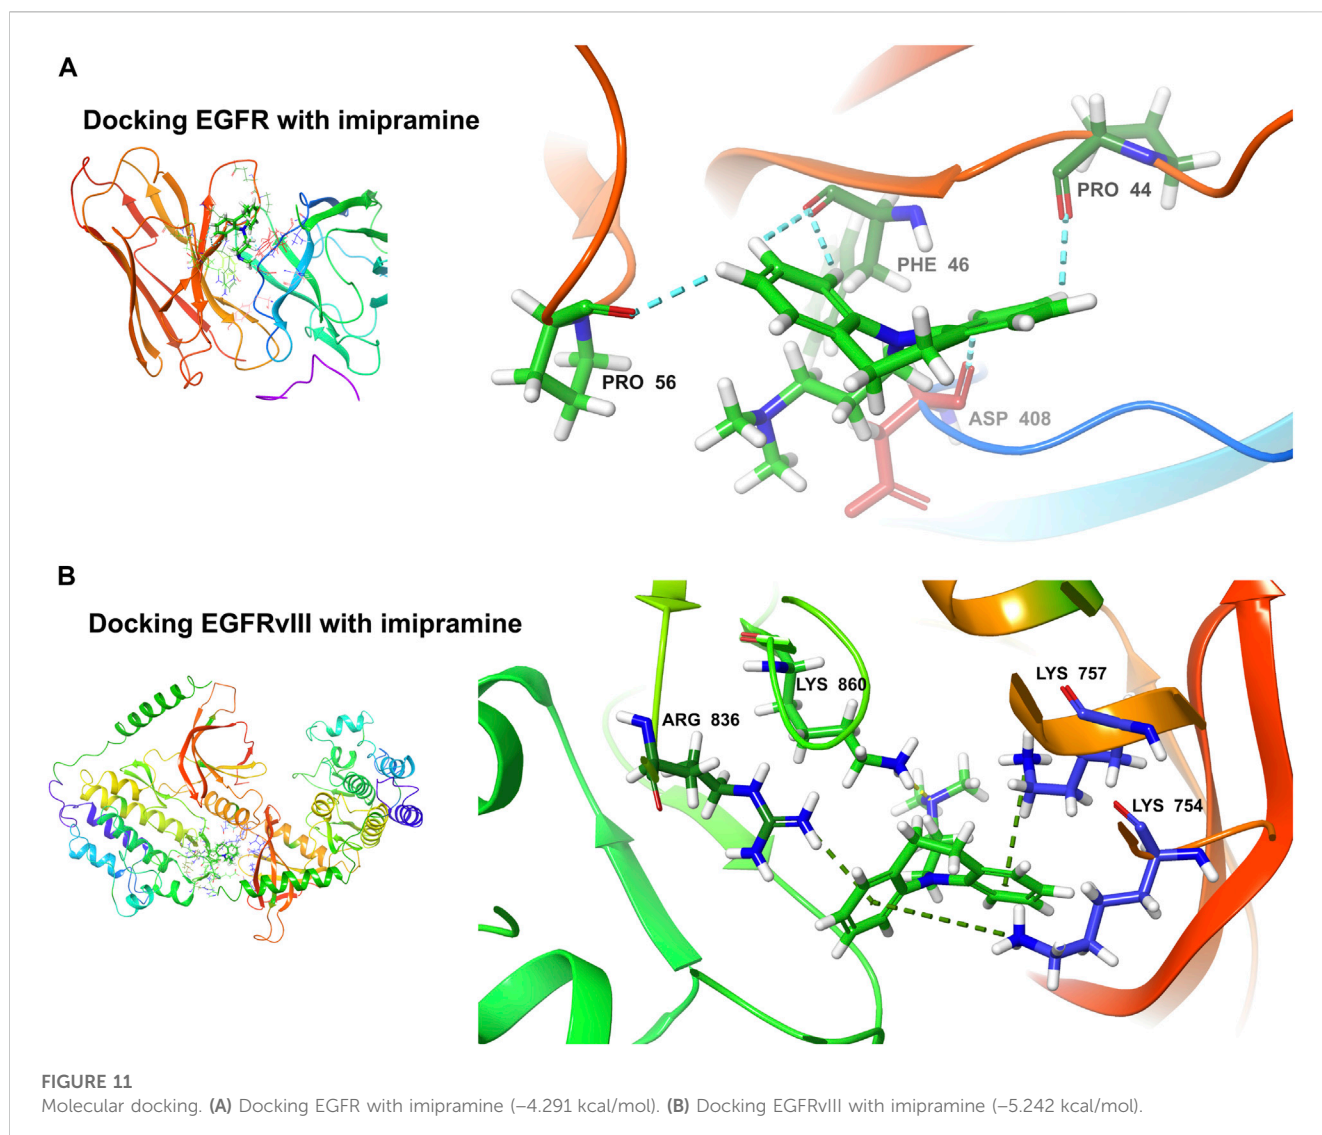 A
Docking EGFR with imipramine
PRO 44
PHE 46
PRO 56
ASP 408
B
Docking EGFRvIII with imipramine
LYS 757
LYS 860
ARG 836
LYS 754
FIGURE 11
Molecular docking. (A) Docking EGFR with imipramine (−4.291 kcal/mol). (B) Docking EGFRvIII with imipramine (−5.242 kcal/mol).